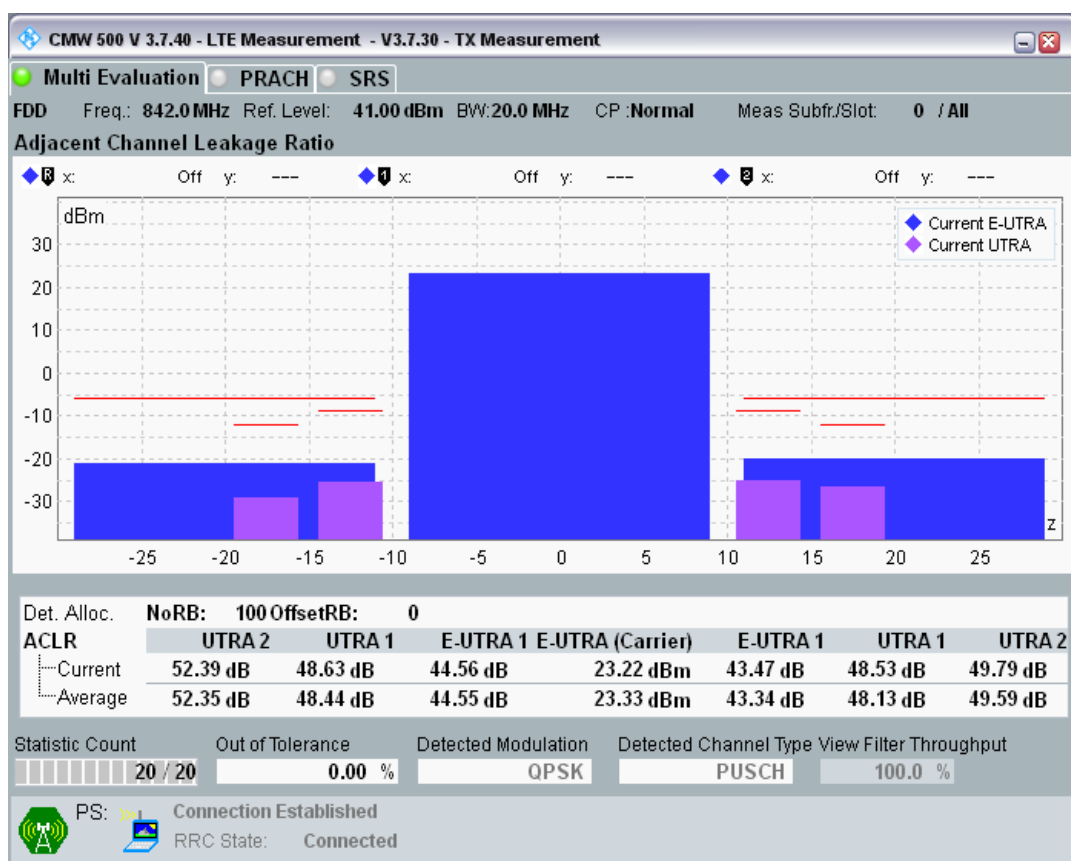 CMW 500 V 3.7.40 - LTE Measurement - V3.7.30 - TX Measurement
Multi Evaluation PRACH SRS
FDD Freq.: 842.0 MHz Ref. Level: 41.00 dBm BW: 20.0 MHz CP : Normal Meas Subfr./Slot: 0 / All
Adjacent Channel Leakage Ratio
R x: Off y: --- 1 x: Off y: --- 2 x: Off y: ---
dBm
Current E-UTRA
Current UTRA
30
20
10
0
-10
-20
-30
z
-25 -20 -15 -10 -5 0 5 10 15 20 25
Det. Alloc. NoRB: 100 OffsetRB: 0
ACLR UTRA 2 UTRA 1 E-UTRA 1 E-UTRA (Carrier) E-UTRA 1 UTRA 1 UTRA 2
Current 52.39 dB 48.63 dB 44.56 dB 23.22 dBm 43.47 dB 48.53 dB 49.79 dB
Average 52.35 dB 48.44 dB 44.55 dB 23.33 dBm 43.34 dB 48.13 dB 49.59 dB
Statistic Count Out of Tolerance Detected Modulation Detected Channel Type View Filter Throughput
20 / 20 0.00 % QPSK PUSCH 100.0 %
PS: Connection Established
RRC State: Connected